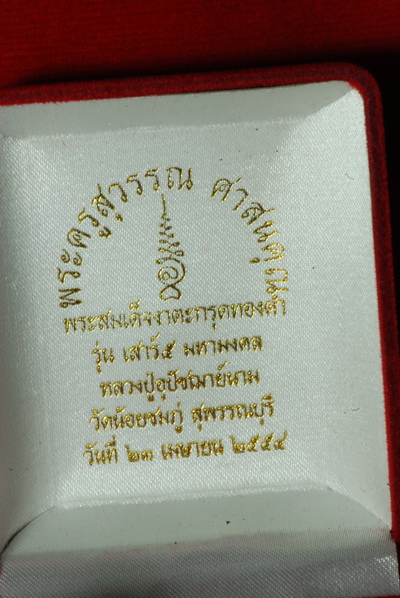 พระครูสุวรรณ ศาสนคุณ
พระสมเด็จงาตะกรุดทองคำ
รุ่น เสาร์๕ มหามงคล
หลวงปู่อุปัชฌาย์นาม
วัดน้อยชมภู่ สุพรรณบุรี
วันที่ ๒๓ เมษายน ๒๕๕๔